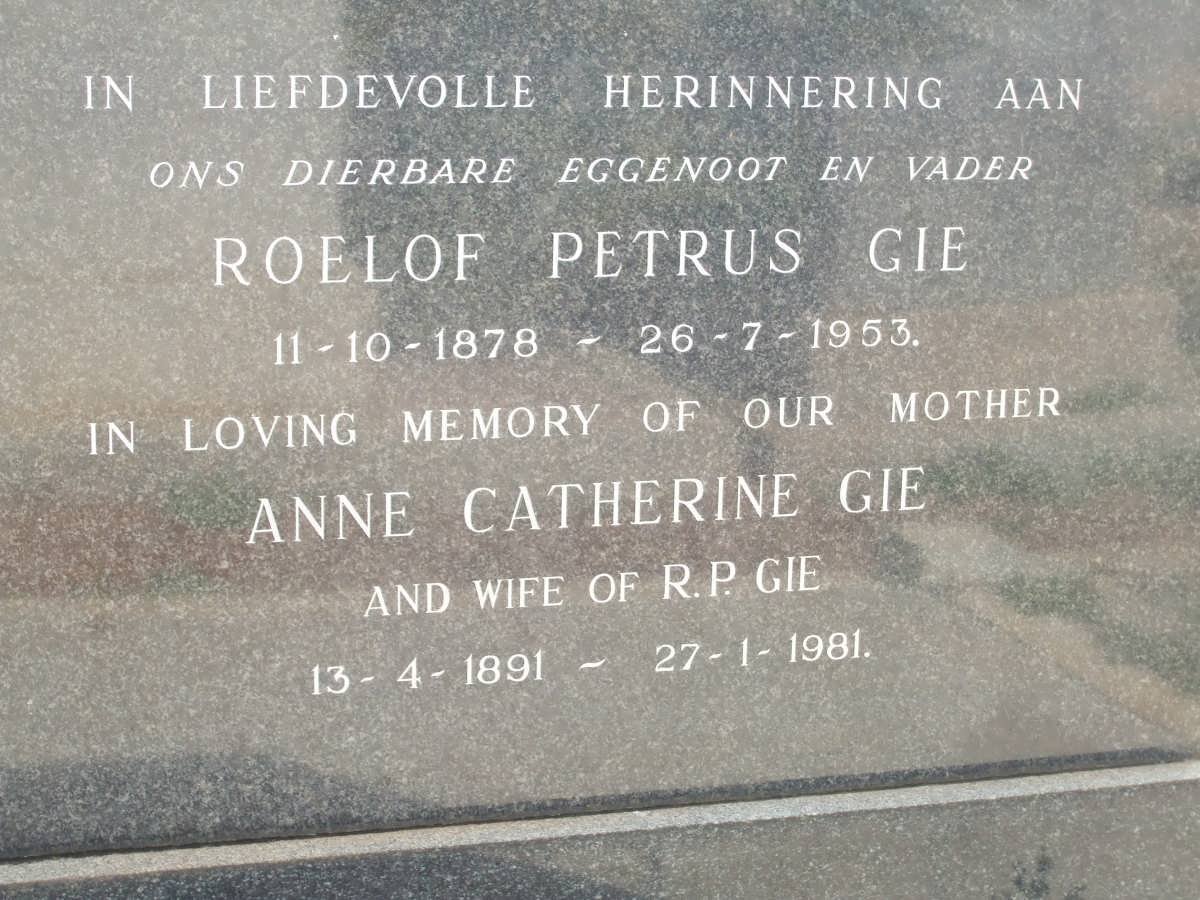 IN LIEFDEVOLLE HERINNERING AAN
ONS DIERBARE EGGENOOT EN VADER
ROELOF PETRUS GIE
11-10-1878 ~ 26-7-1953.
IN LOVING MEMORY OF OUR MOTHER
ANNE CATHERINE GIE
AND WIFE OF R.P. GIE
13-4-1891 ~ 27-1-1981.